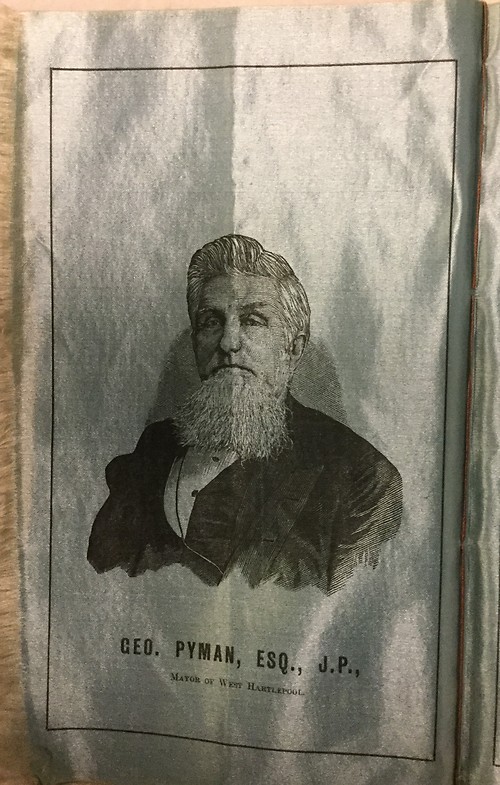 GEO. PYMAN, ESQ., J.P.,
MAYOR OF WEST HARTLEPOOL.